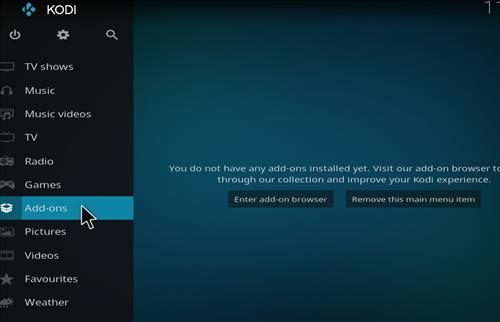 KODI
11
TV shows
Music
Music videos
TV
Radio
Games
Add-ons
Pictures
Videos
Favourites
Weather
You do not have any add-ons installed yet. Visit our add-on browser to
through our collection and improve your Kodi experience.
Enter add-on browser
Remove this main menu item